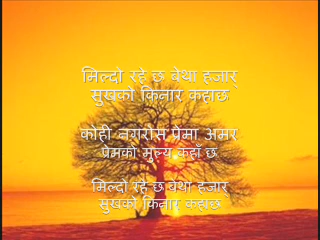 मिल्दो रहे छ बेथा हजार्
सुखको किनार कहाछ
कोही नगरोस प्रेमा अमर
प्रेमको मुल्य कहाँ छ
मिल्दो रहे छ बेथा हजार
सुखको किनार कहाछ